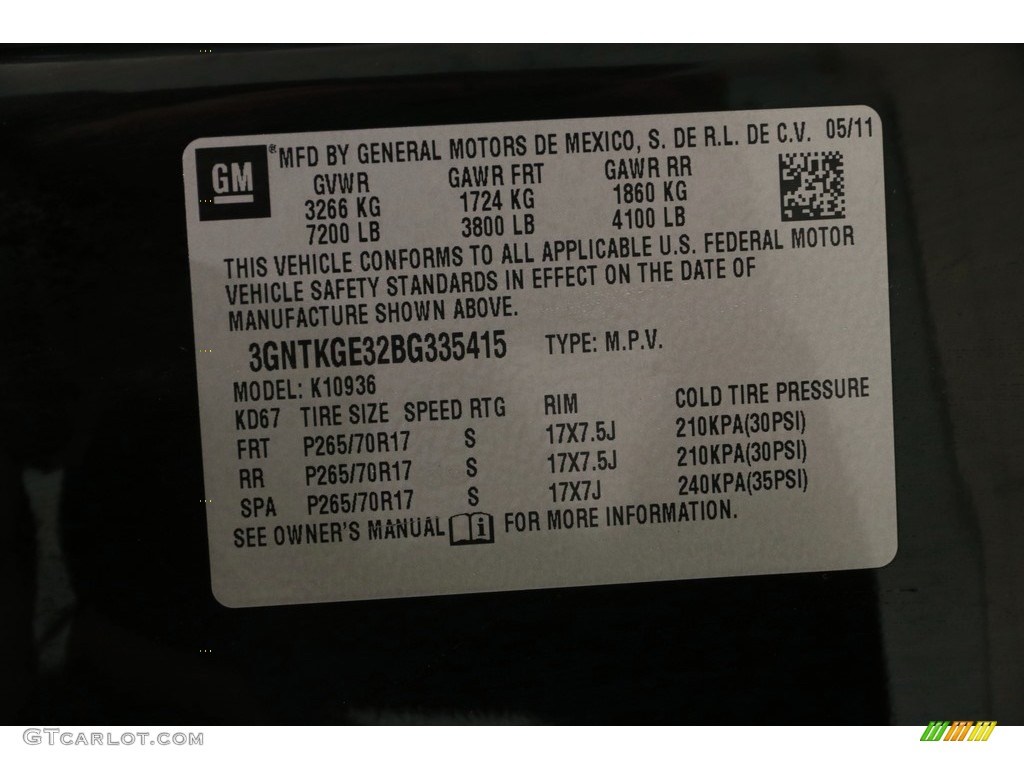 GM ® MFD BY GENERAL MOTORS DE MEXICO, S. DE R.L. DE C.V. 05/11
GVWR GAWR FRT GAWR RR
3266 KG 1724 KG 1860 KG
7200 LB 3800 LB 4100 LB
THIS VEHICLE CONFORMS TO ALL APPLICABLE U.S. FEDERAL MOTOR
VEHICLE SAFETY STANDARDS IN EFFECT ON THE DATE OF
MANUFACTURE SHOWN ABOVE.
3GNTKGE32BG335415 TYPE: M.P.V.
MODEL: K10936
KD67 TIRE SIZE SPEED RTG RIM COLD TIRE PRESSURE
FRT P265/70R17 S 17X7.5J 210KPA(30PSI)
RR P265/70R17 S 17X7.5J 210KPA(30PSI)
SPA P265/70R17 S 17X7J 240KPA(35PSI)
SEE OWNER'S MANUAL i FOR MORE INFORMATION.
GTCARLOT.COM